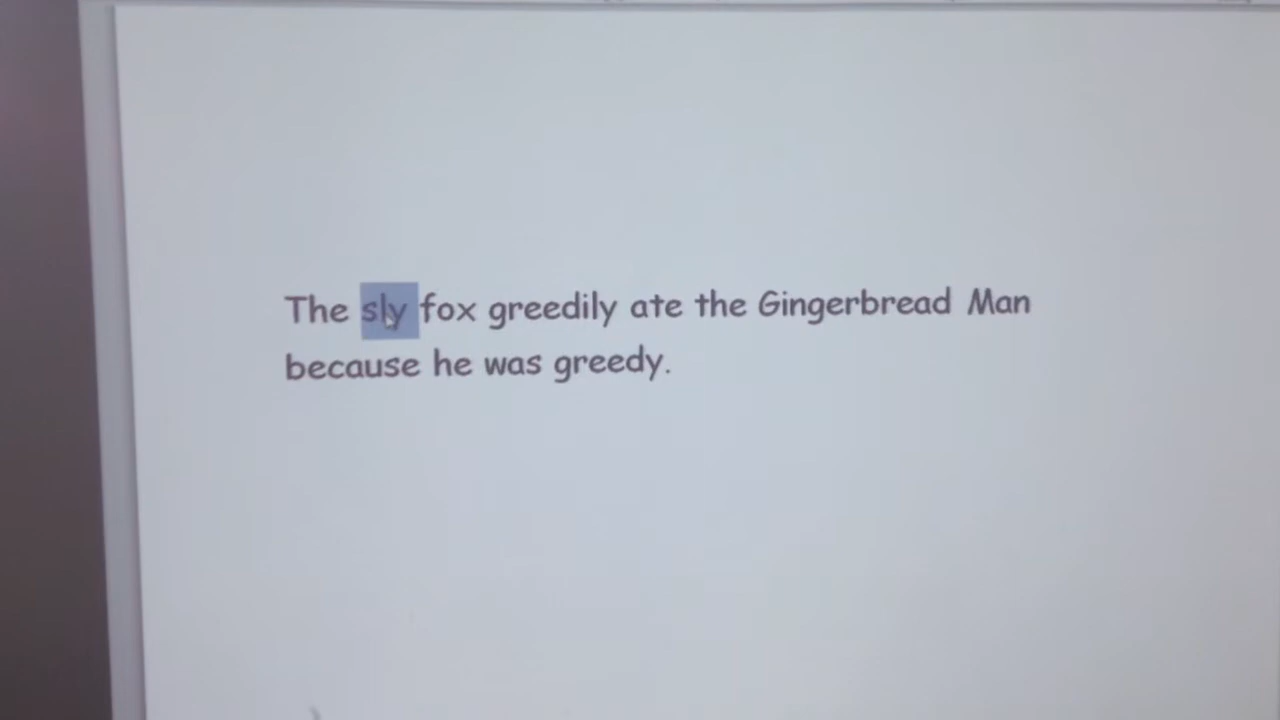 The sly fox greedily ate the Gingerbread Man
because he was greedy.